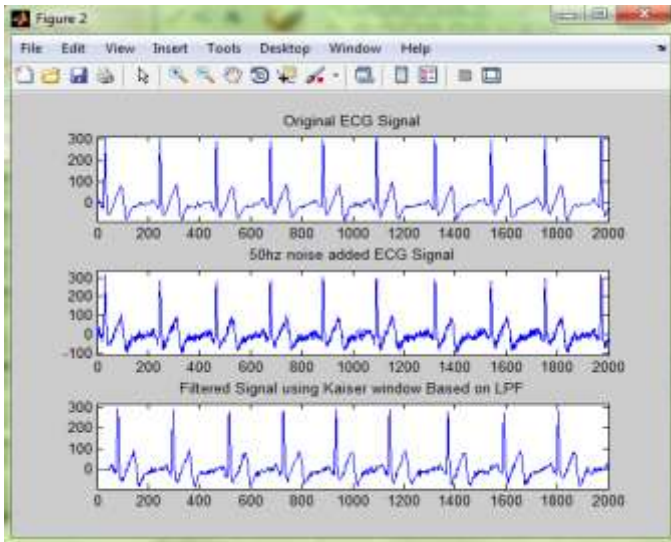 Figure 2
File Edit View Insert Tools Desktop Window Help
Original ECG Signal
300
200
100
0
0 200 400 600 800 1000 1200 1400 1600 1800 2000
50hz noise added ECG Signal
300
200
100
0
-100
0 200 400 600 800 1000 1200 1400 1600 1800 2000
Filtered Signal using Kaiser window Based on LPF
300
200
100
0
0 200 400 600 800 1000 1200 1400 1600 1800 2000